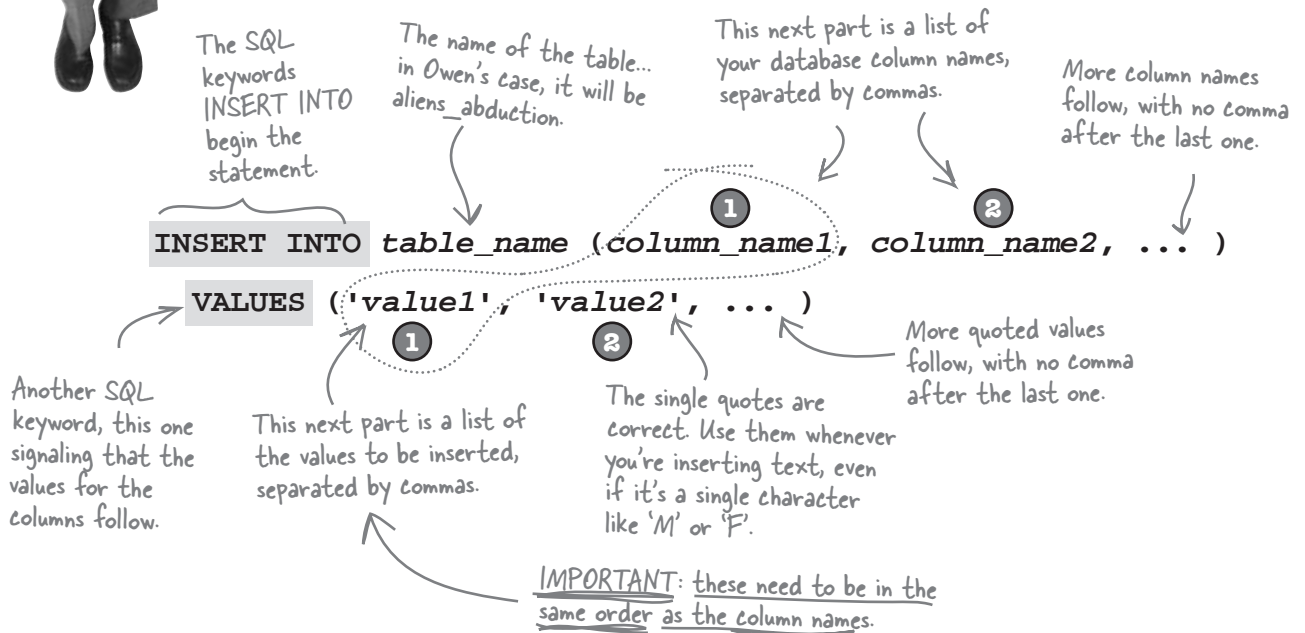 The SQL
keywords
INSERT INTO
begin the
statement.
The name of the table...
in Owen's case, it will be
aliens_abduction.
This next part is a list of
your database column names,
separated by commas.
More column names
follow, with no comma
after the last one.
1
2
INSERT INTO table_name (column_name1, column_name2, ... )
VALUES ('value1', 'value2', ... )
1
2
Another SQL
keyword, this one
signaling that the
values for the
columns follow.
This next part is a list of
the values to be inserted,
separated by commas.
The single quotes are
correct. Use them whenever
you're inserting text, even
if it's a single character
like 'M' or 'F'.
More quoted values
follow, with no comma
after the last one.
IMPORTANT: these need to be in the
same order as the column names.